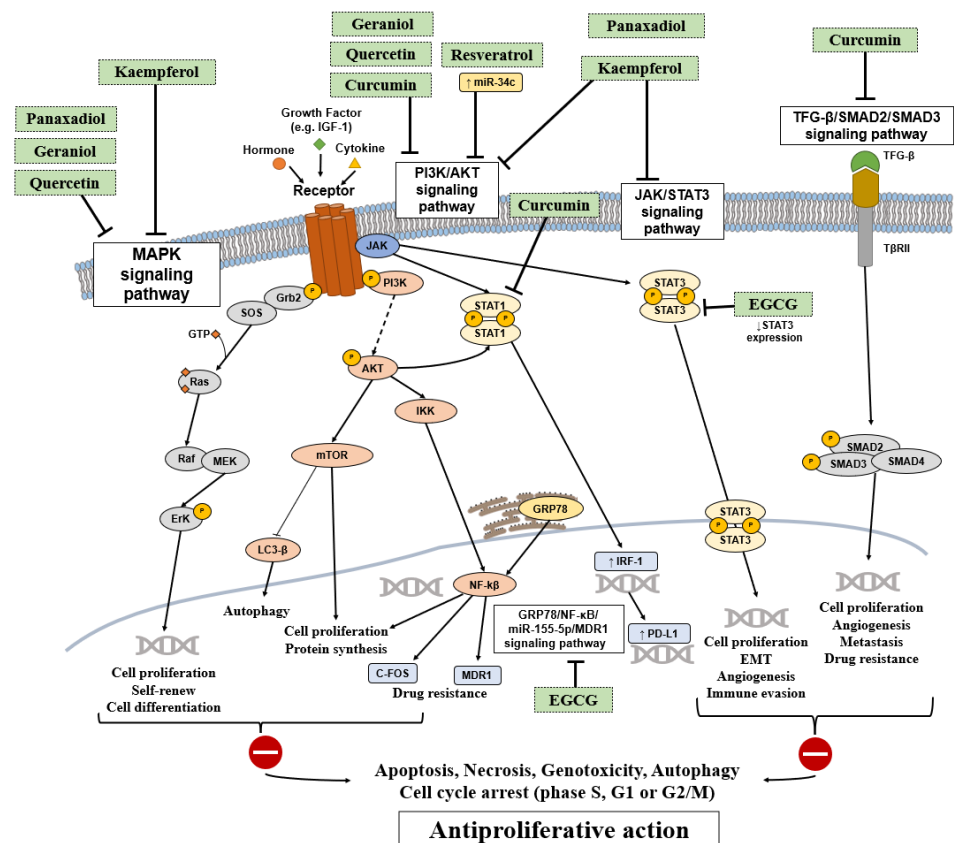 Geraniol
Quercetin
Curcumin
Resveratrol
↑ miR-34c
Panaxadiol
Kaempferol
Curcumin
Kaempferol
Panaxadiol
Geraniol
Quercetin
Growth Factor
(e.g. IGF-1)
Hormone
Cytokine
Receptor
PI3K/AKT
signaling
pathway
TFG-β/SMAD2/SMAD3
signaling pathway
TFG-β
TβRII
JAK/STAT3
signaling
pathway
Curcumin
MAPK
signaling
pathway
JAK
P
PI3K
P
Grb2
SOS
GTP
Ras
Raf
MEK
ErK
P
STAT1
P
P
STAT1
STAT3
P
P
STAT3
EGCG
↓STAT3
expression
P
AKT
IKK
mTOR
LC3-β
Autophagy
GRP78
NF-kβ
P
SMAD2
P
SMAD3
SMAD4
STAT3
P
P
STAT3
↑ IRF-1
↑ PD-L1
GRP78/NF-κB/
miR-155-5p/MDR1
signaling pathway
EGCG
Cell proliferation
Protein synthesis
C-FOS
MDR1
Drug resistance
Cell proliferation
Self-renew
Cell differentiation
Cell proliferation
EMT
Angiogenesis
Immune evasion
Cell proliferation
Angiogenesis
Metastasis
Drug resistance
Apoptosis, Necrosis, Genotoxicity, Autophagy
Cell cycle arrest (phase S, G1 or G2/M)
Antiproliferative action